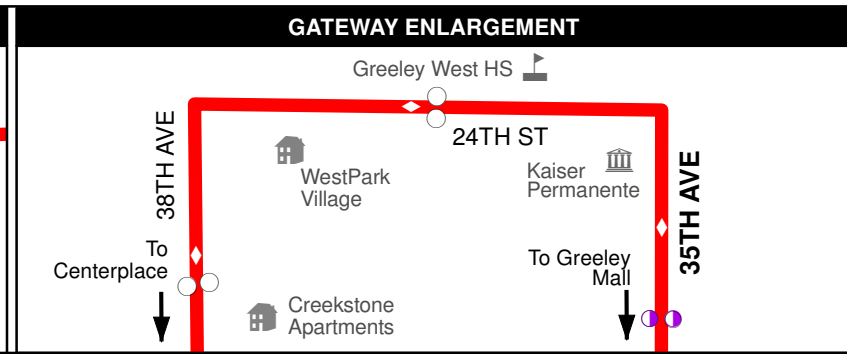 GATEWAY ENLARGEMENT
Greeley West HS
38TH AVE
24TH ST
WestPark
Village
Kaiser
Permanente
35TH AVE
To
Centerplace
To Greeley
Mall
Creekstone
Apartments